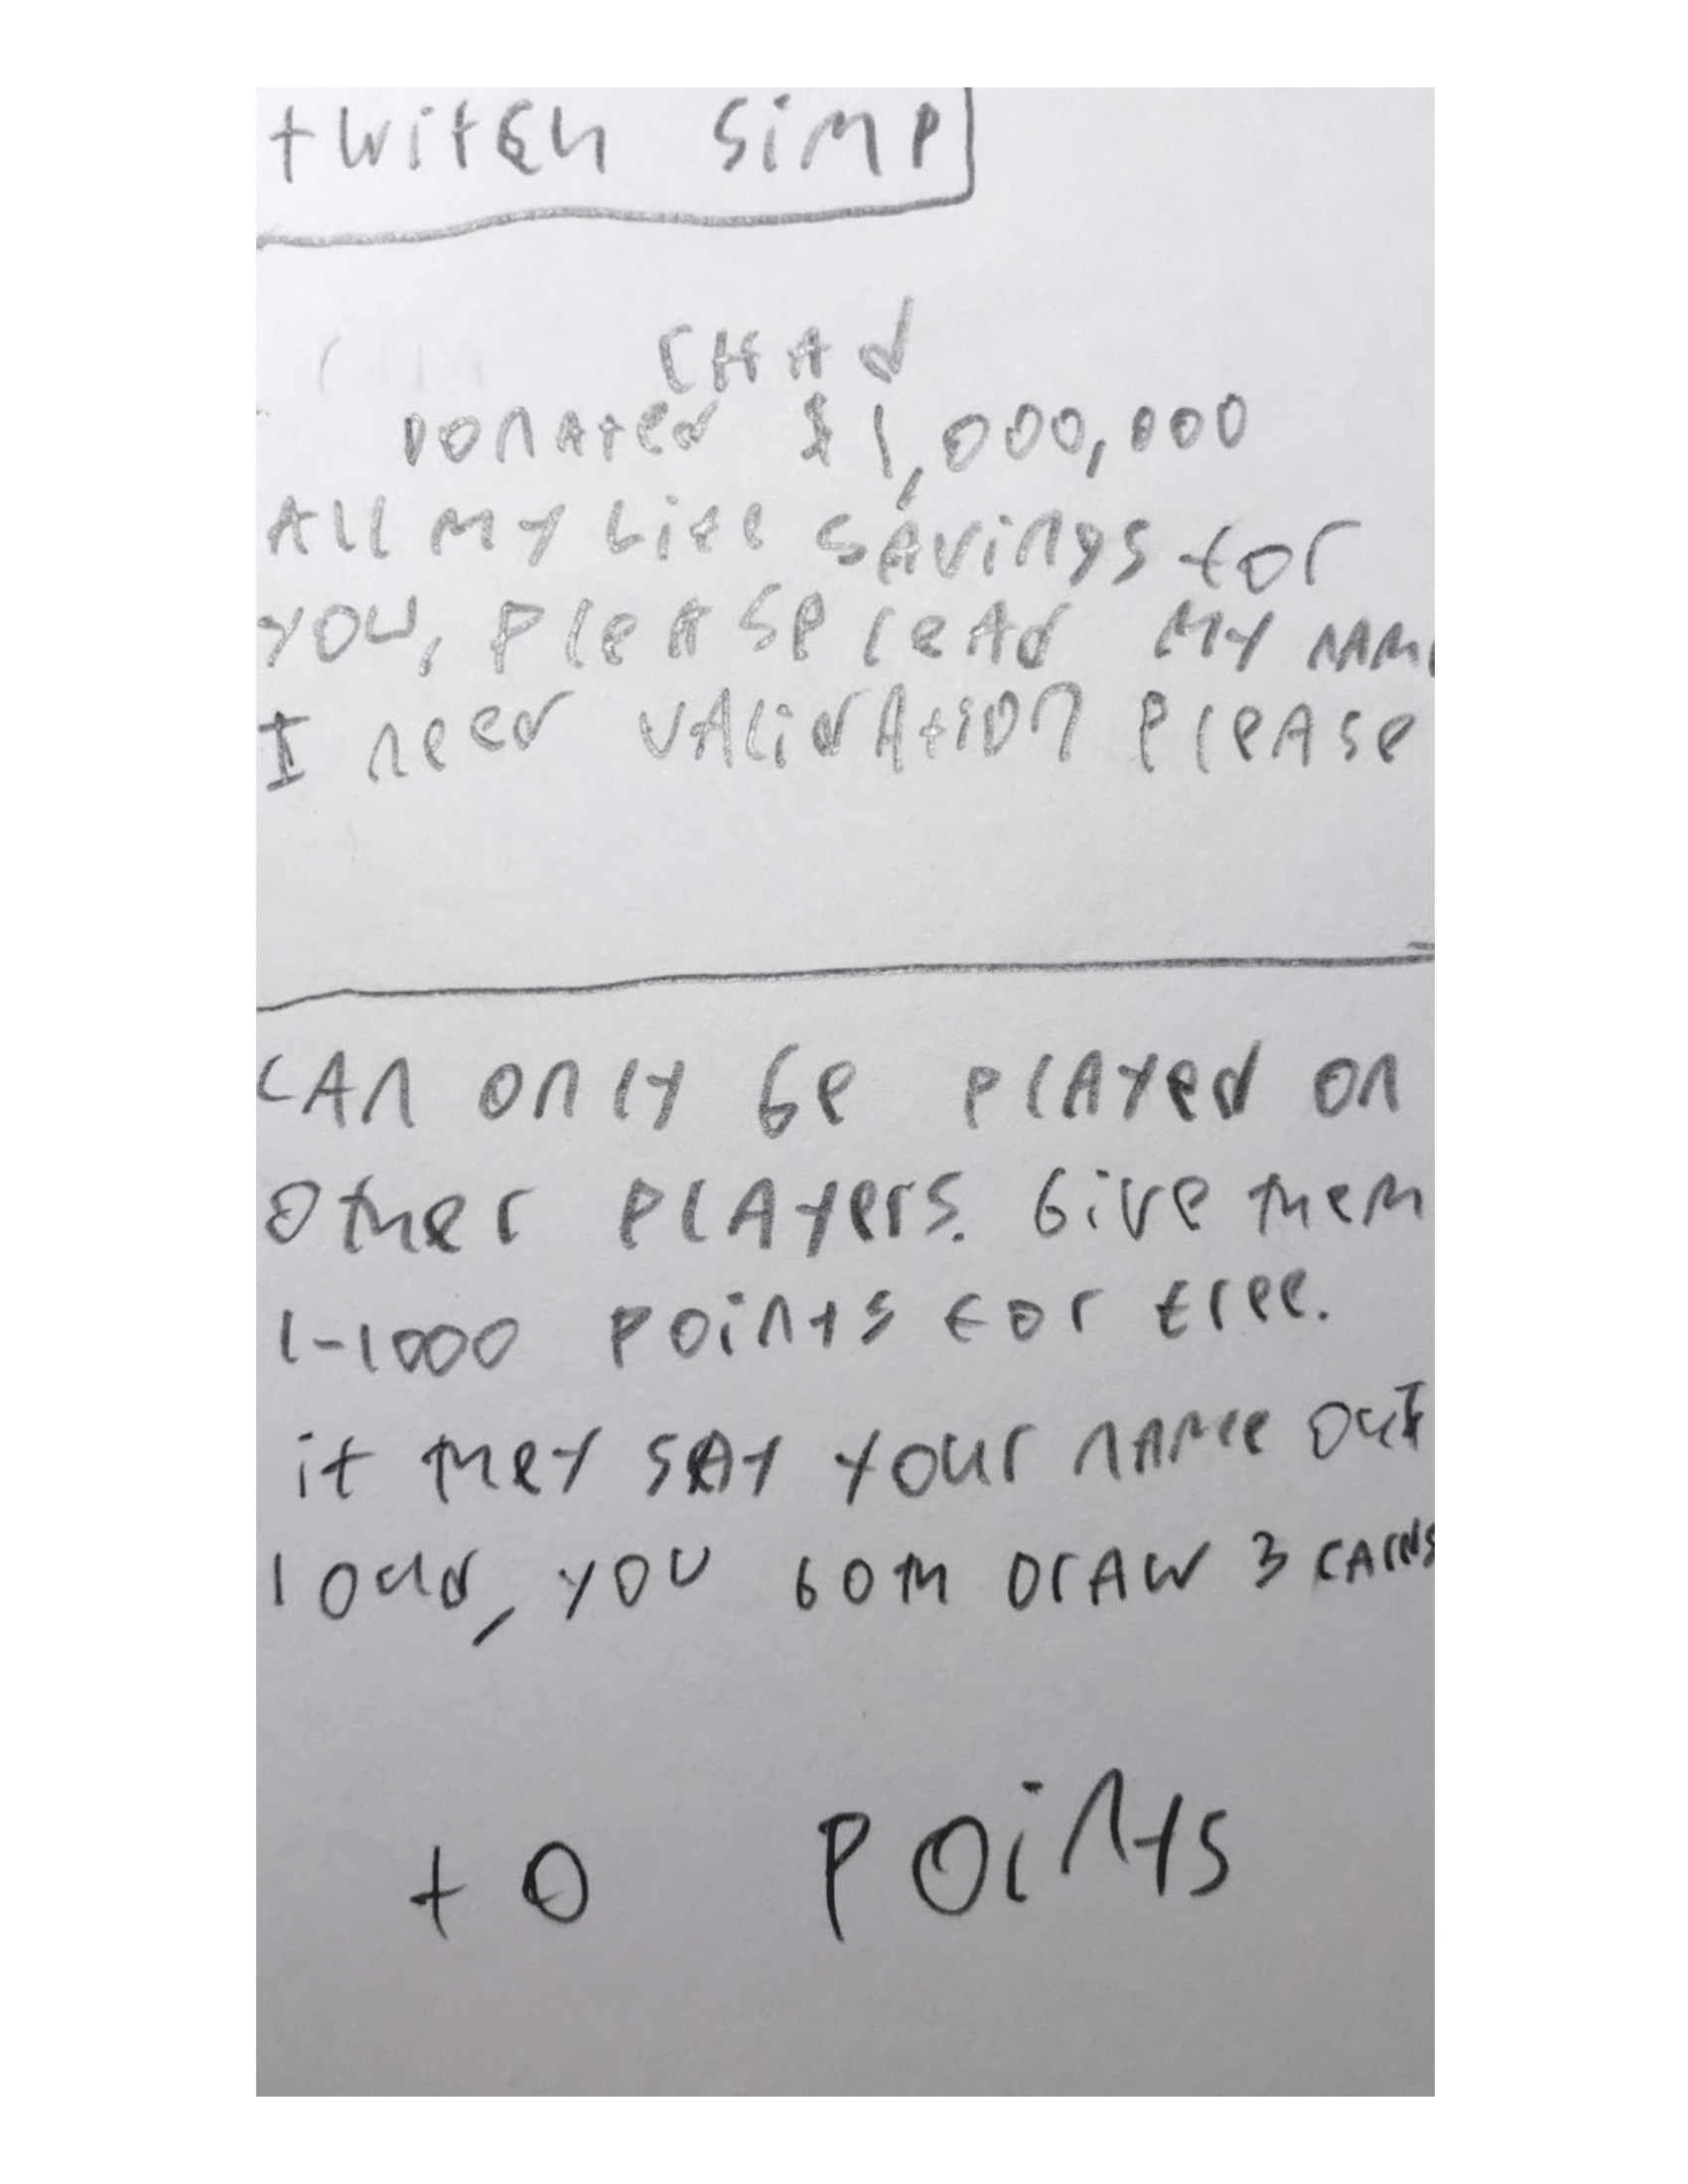 twitch simp
CHAd
DONAted $1,000,000
All my Life savings for
you, pleAse reAd my nAme
I need vAlidAtion pleAse
CAn only be plAyed on
other plAyers. Give them
1-1000 points for free.
if they sAy your nAme out
loud, you both DrAw 3 CArds
+0 points